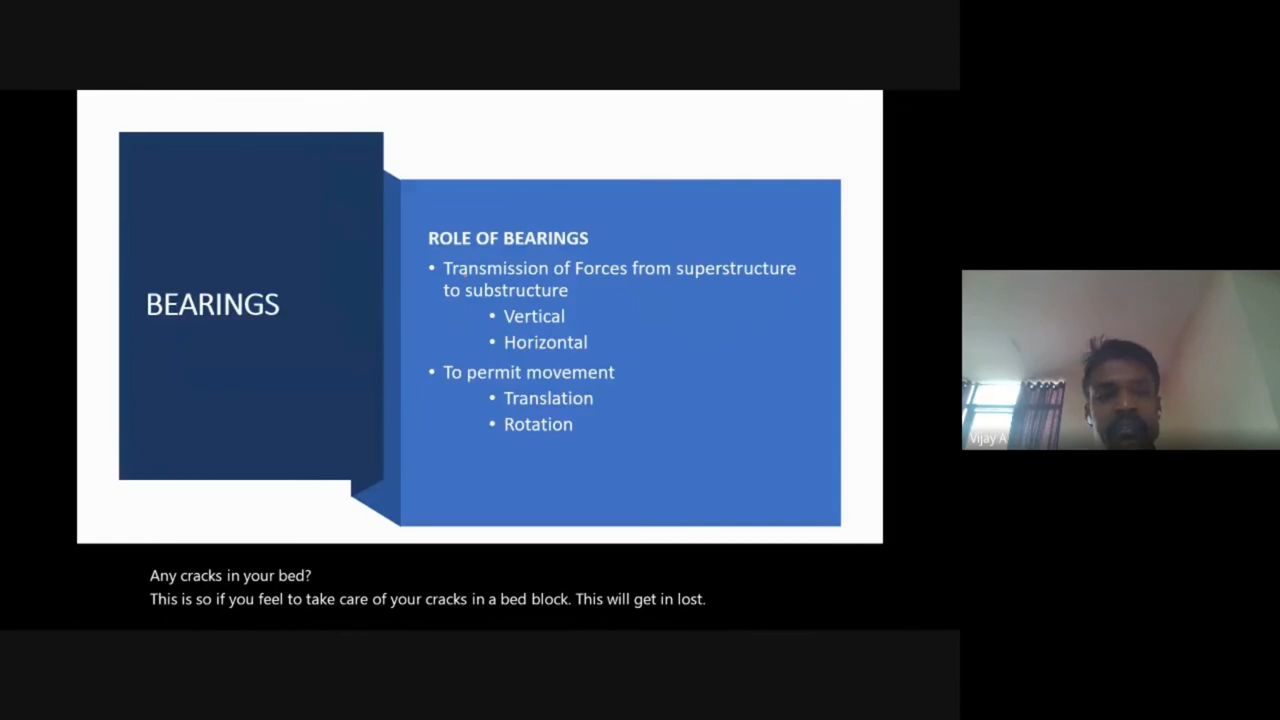 BEARINGS
ROLE OF BEARINGS
• Transmission of Forces from superstructure
to substructure
• Vertical
• Horizontal
• To permit movement
• Translation
• Rotation
Vijay A
Any cracks in your bed?
This is so if you feel to take care of your cracks in a bed block. This will get in lost.